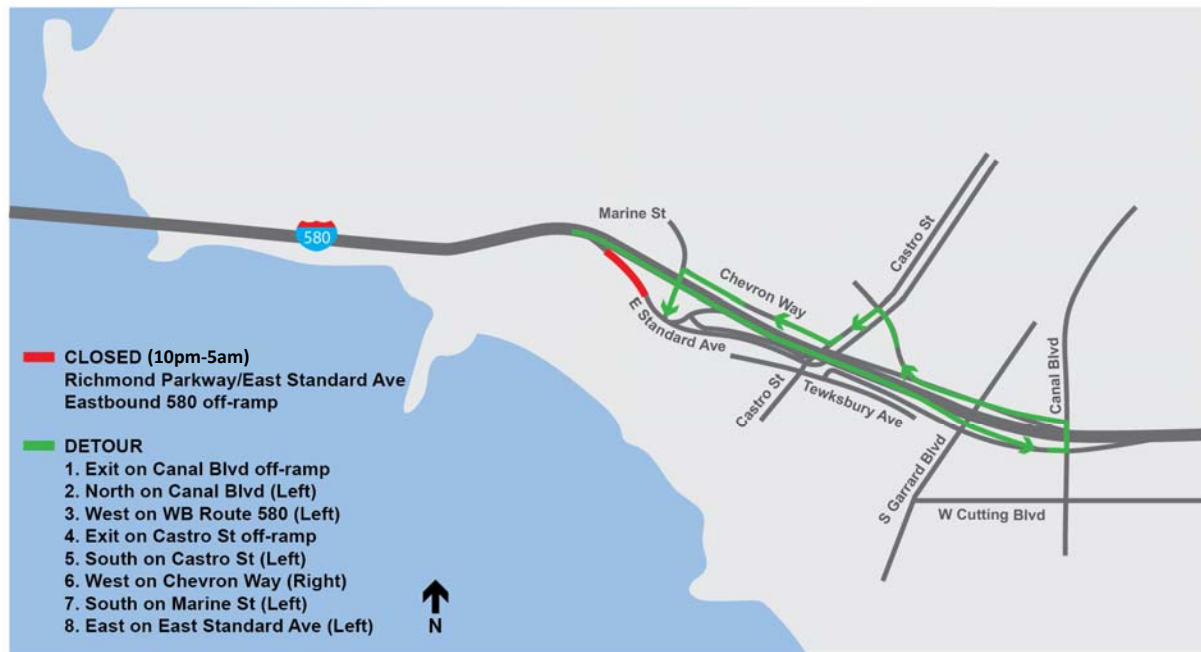 580
Marine St
Chevron Way
Castro St
E Standard Ave
Castro St
Tewksbury Ave
Canal Blvd
S Garrard Blvd
W Cutting Blvd
CLOSED (10pm-5am)
Richmond Parkway/East Standard Ave
Eastbound 580 off-ramp
DETOUR
1. Exit on Canal Blvd off-ramp
2. North on Canal Blvd (Left)
3. West on WB Route 580 (Left)
4. Exit on Castro St off-ramp
5. South on Castro St (Left)
6. West on Chevron Way (Right)
7. South on Marine St (Left)
8. East on East Standard Ave (Left)
N